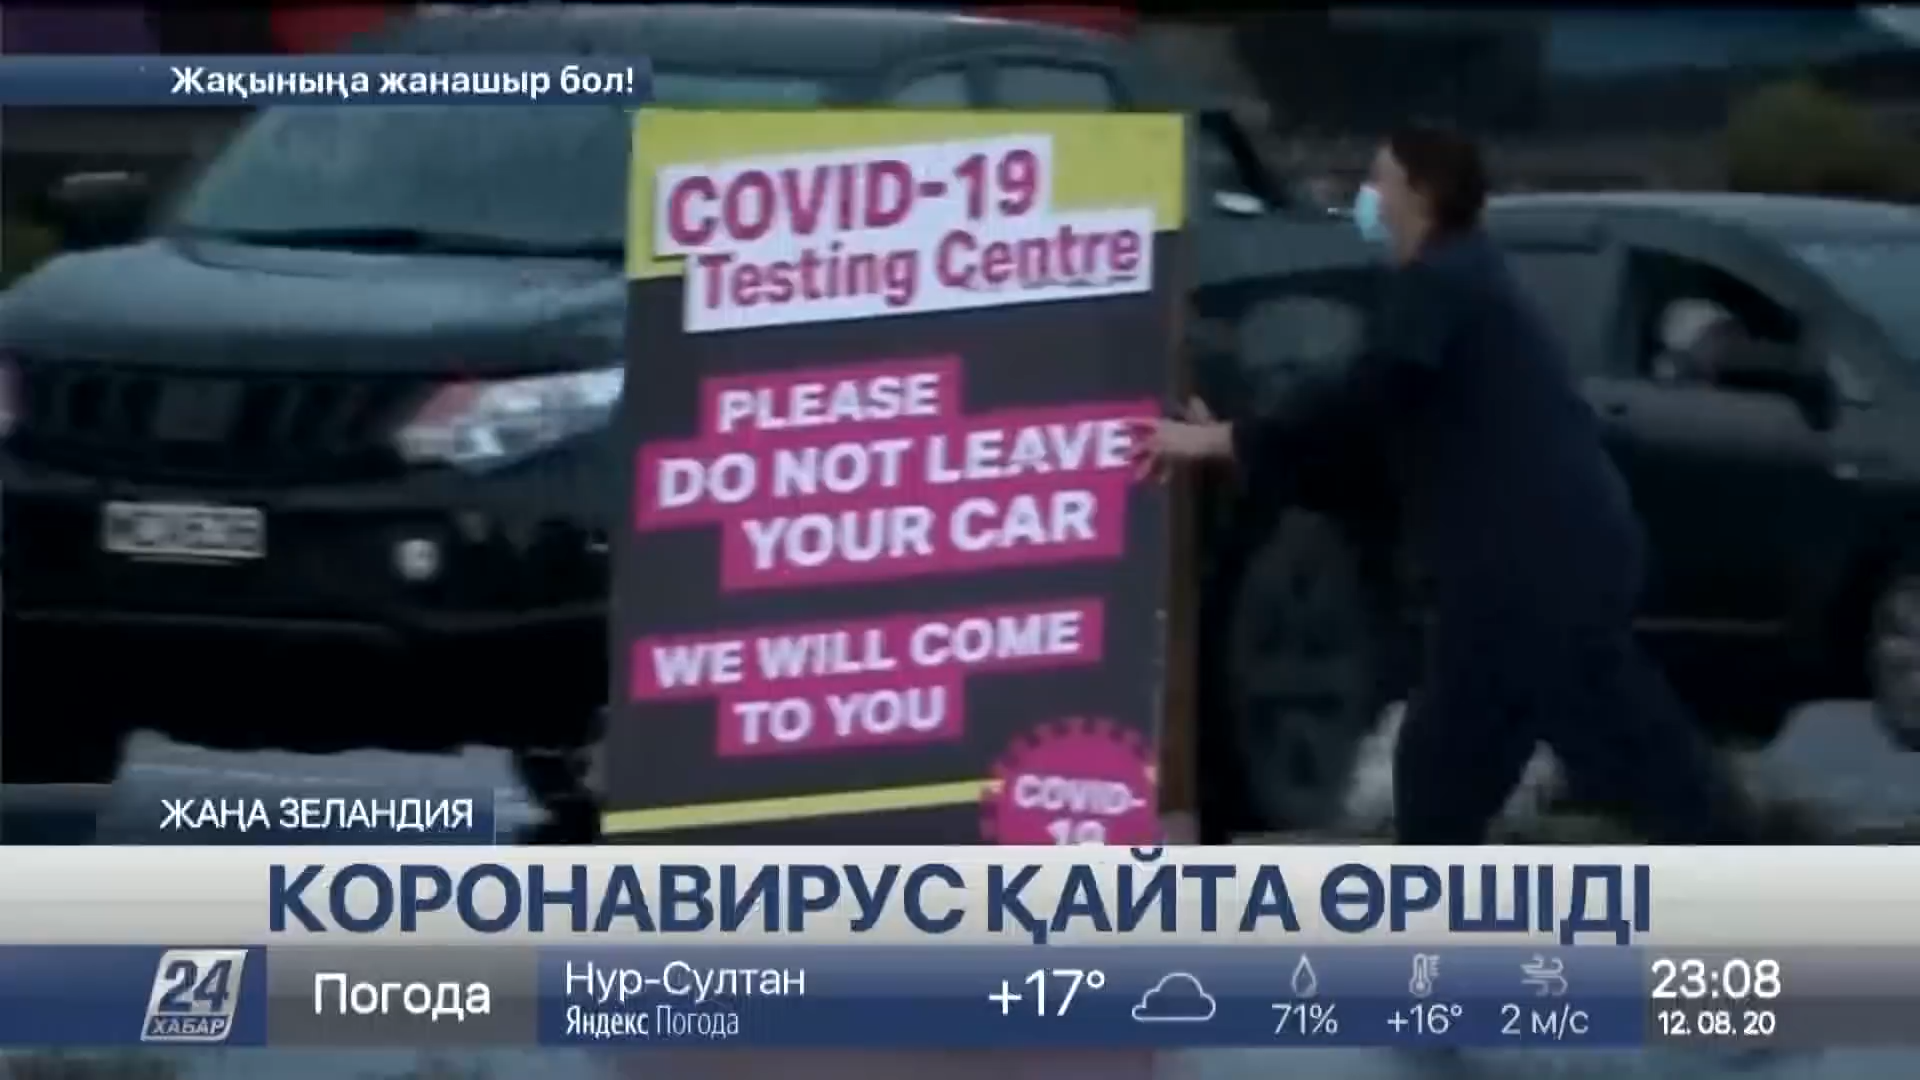 Жақыныңа жанашыр бол!
COVID-19
Testing Centre
PLEASE
DO NOT LEAVE
YOUR CAR
WE WILL COME
TO YOU
COVID-
19
ЖАҢА ЗЕЛАНДИЯ
КОРОНАВИРУС ҚАЙТА ӨРШІДІ
24
ХАБАР
Погода
Нур-Султан
Яндекс Погода
+17°
71%
+16°
2 м/с
23:08
12. 08. 20